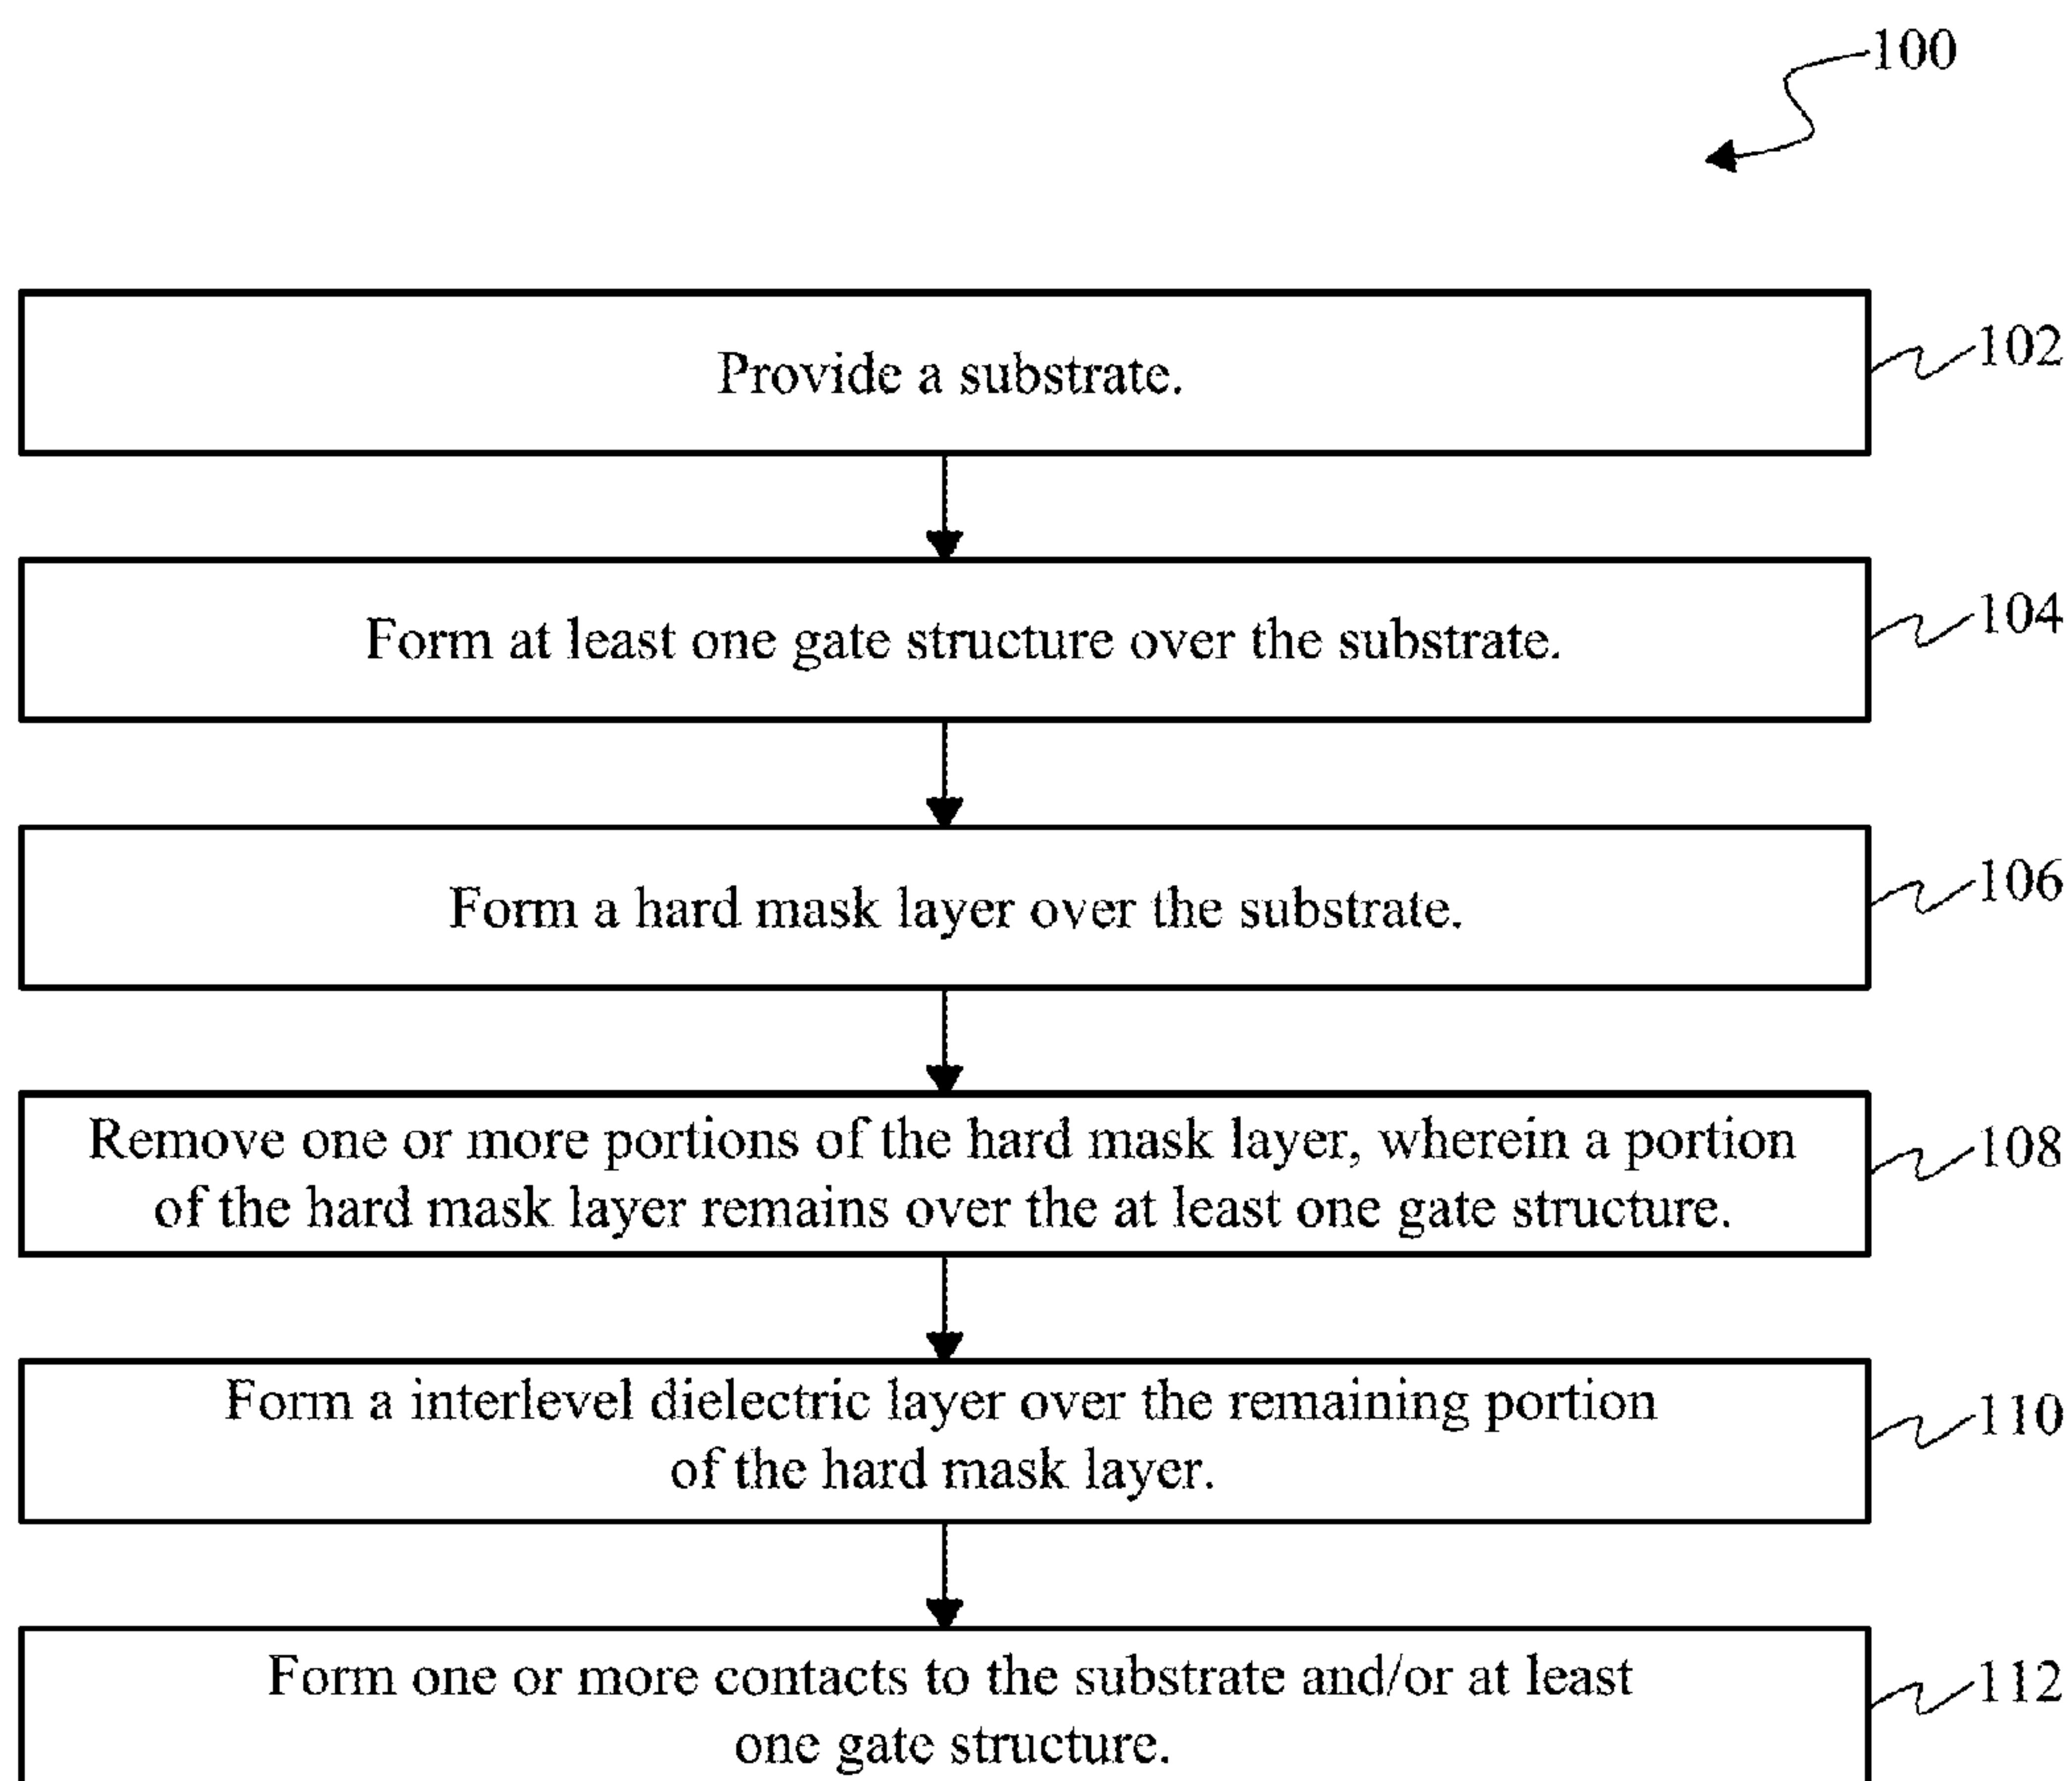 100
Provide a substrate.
102
Form at least one gate structure over the substrate.
104
Form a hard mask layer over the substrate.
106
Remove one or more portions of the hard mask layer, wherein a portion
of the hard mask layer remains over the at least one gate structure.
108
Form a interlevel dielectric layer over the remaining portion
of the hard mask layer.
110
Form one or more contacts to the substrate and/or at least
one gate structure.
112